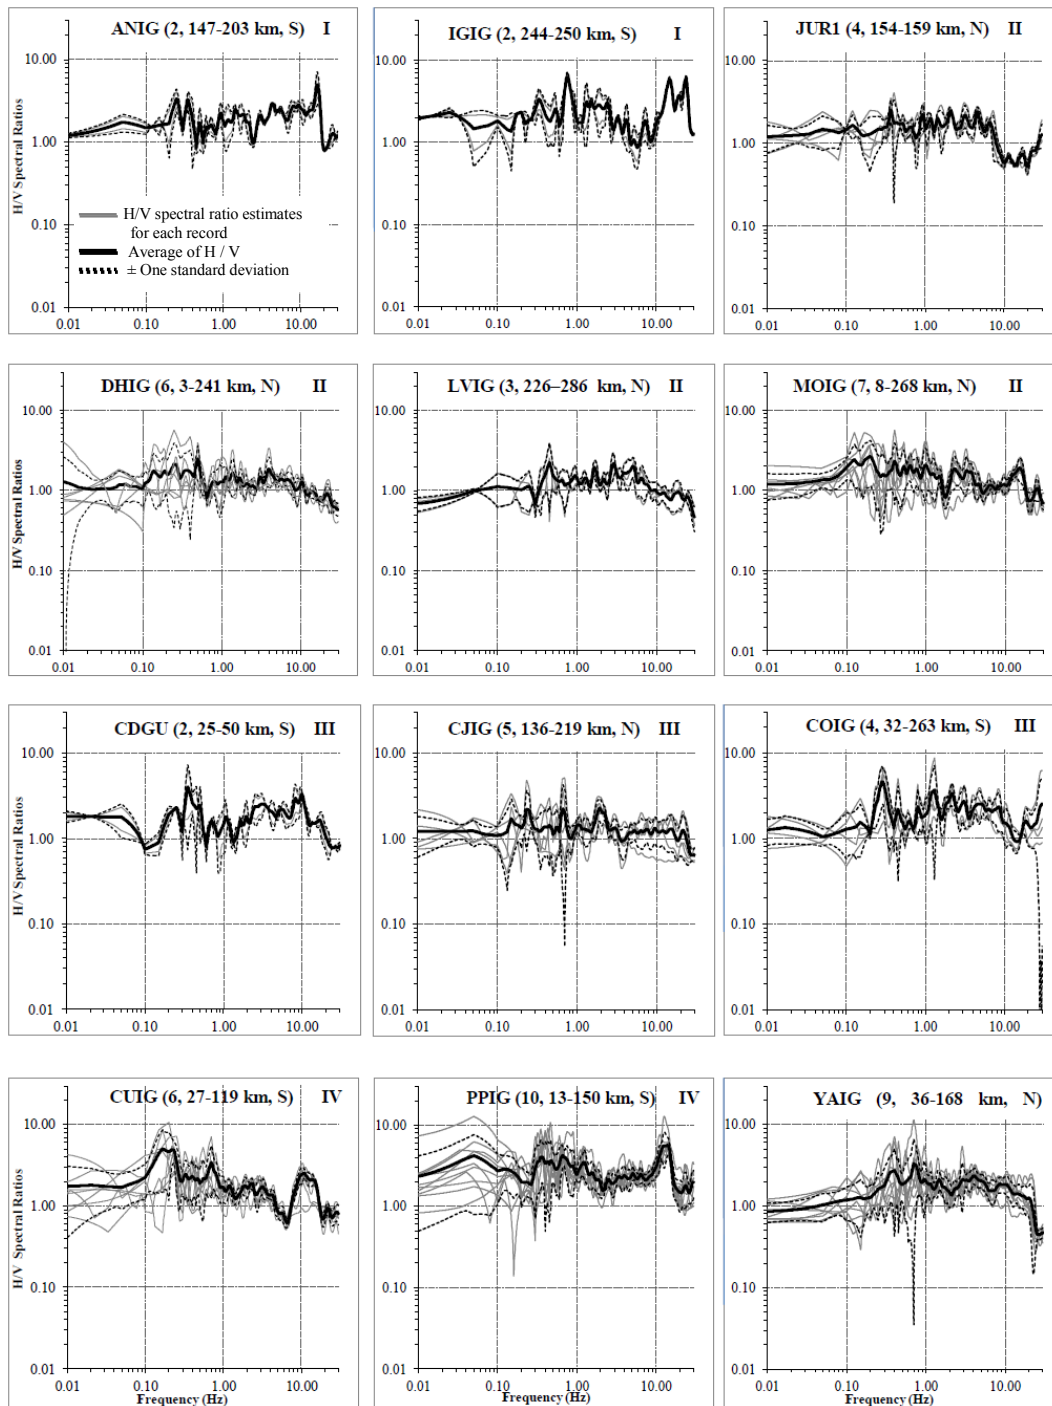 ANIG (2, 147-203 km, S) I
10.00
1.00
0.10
0.01
H/V Spectral Ratios
H/V spectral ratio estimates
for each record
Average of H / V
± One standard deviation
0.01 0.10 1.00 10.00
IGIG (2, 244-250 km, S) I
10.00
1.00
0.10
0.01
0.01 0.10 1.00 10.00
JUR1 (4, 154-159 km, N) II
10.00
1.00
0.10
0.01
0.01 0.10 1.00 10.00
DHIG (6, 3-241 km, N) II
10.00
1.00
0.10
0.01
H/V Spectral Ratios
0.01 0.10 1.00 10.00
LVIG (3, 226–286 km, N) II
10.00
1.00
0.10
0.01
0.01 0.10 1.00 10.00
MOIG (7, 8-268 km, N) II
10.00
1.00
0.10
0.01
0.01 0.10 1.00 10.00
CDGU (2, 25-50 km, S) III
10.00
1.00
0.10
0.01
H/V Spectral Ratios
0.01 0.10 1.00 10.00
CJIG (5, 136-219 km, N) III
10.00
1.00
0.10
0.01
0.01 0.10 1.00 10.00
COIG (4, 32-263 km, S) III
10.00
1.00
0.10
0.01
0.01 0.10 1.00 10.00
CUIG (6, 27-119 km, S) IV
10.00
1.00
0.10
0.01
H/V Spectral Ratios
0.01 0.10 1.00 10.00
Frequency (Hz)
PPIG (10, 13-150 km, S) IV
10.00
1.00
0.10
0.01
0.01 0.10 1.00 10.00
Frequency (Hz)
YAIG (9, 36-168 km, N)
10.00
1.00
0.10
0.01
0.01 0.10 1.00 10.00
Frequency (Hz)